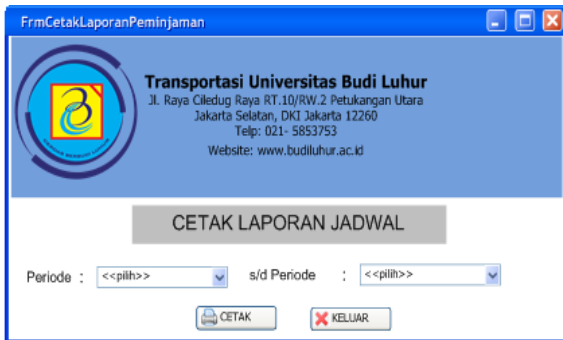 FrmCetakLaporanPeminjaman
Transportasi Universitas Budi Luhur
Jl. Raya Ciledug Raya RT.10/RW.2 Petukangan Utara
Jakarta Selatan, DKI Jakarta 12260
Telp: 021- 5853753
Website: www.budiluhur.ac.id
CETAK LAPORAN JADWAL
Periode : <<pilih>> s/d Periode : <<pilih>>
CETAK KELUAR